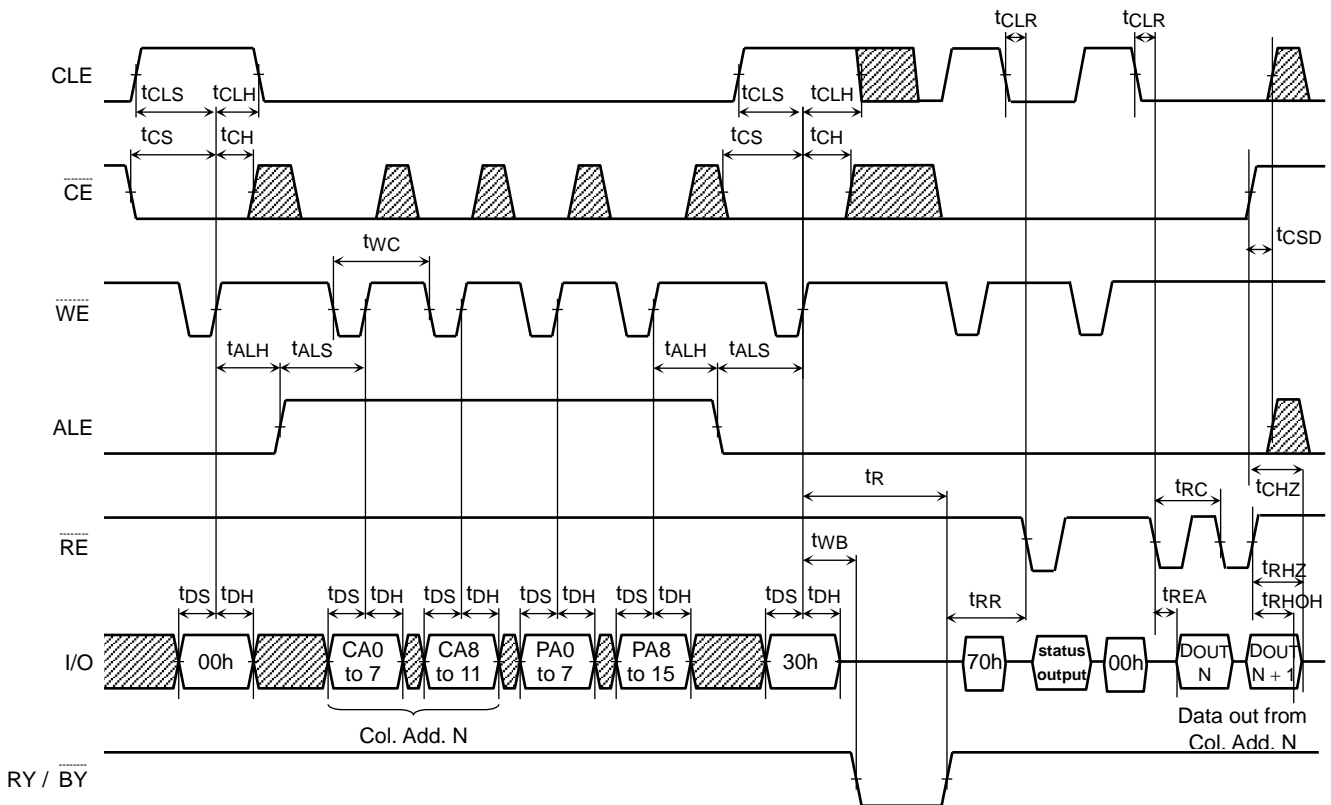 tCLR tCLR
CLE
tCLS tCLH tCLS tCLH
tCS tCH tCS tCH
CE
tCSD
tWC
WE
tALH tALS tALH tALS
ALE
tR
tCHZ
tRC
RE
tWB
tRHZ
tDS tDH tDS tDH tDS tDH tDS tDH tDS tDH tDS tDH
tRR
tREA
tRHOH
I/O
00h
CA0
to 7
CA8
to 11
PA0
to 7
PA8
to 15
30h
70h
status
output
00h
DOUT
N
DOUT
N + 1
Col. Add. N
Data out from
Col. Add. N
RY / BY